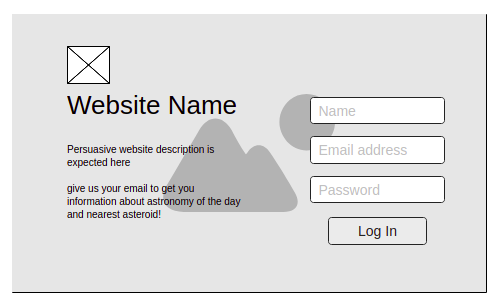 Website Name
Persuasive website description is
expected here
give us your email to get you
information about astronomy of the day
and nearest asteroid!
Name
Email address
Password
Log In